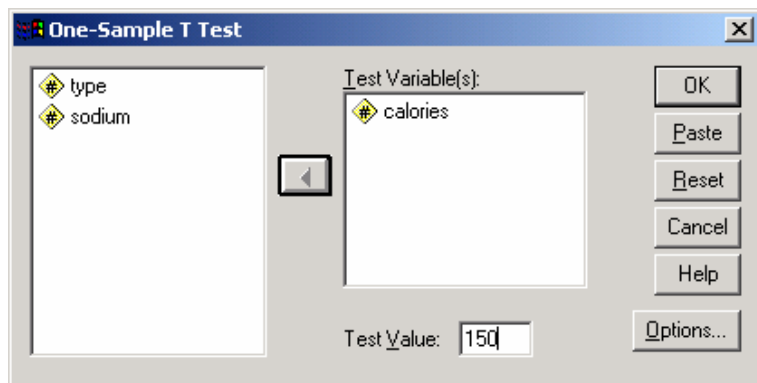 One-Sample T Test
type
sodium
Test Variable(s):
calories
Test Value: 150
OK
Paste
Reset
Cancel
Help
Options...